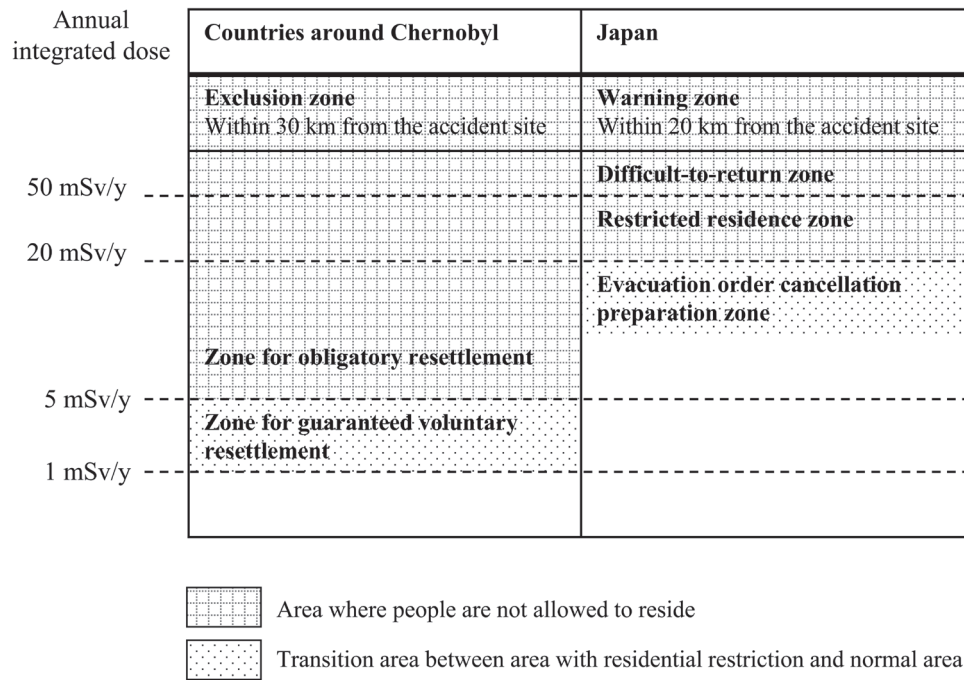 Annual
integrated dose
Countries around Chernobyl
Japan
Exclusion zone
Within 30 km from the accident site
Warning zone
Within 20 km from the accident site
Difficult-to-return zone
50 mSv/y
Restricted residence zone
20 mSv/y
Evacuation order cancellation
preparation zone
Zone for obligatory resettlement
5 mSv/y
Zone for guaranteed voluntary
resettlement
1 mSv/y
Area where people are not allowed to reside
Transition area between area with residential restriction and normal area